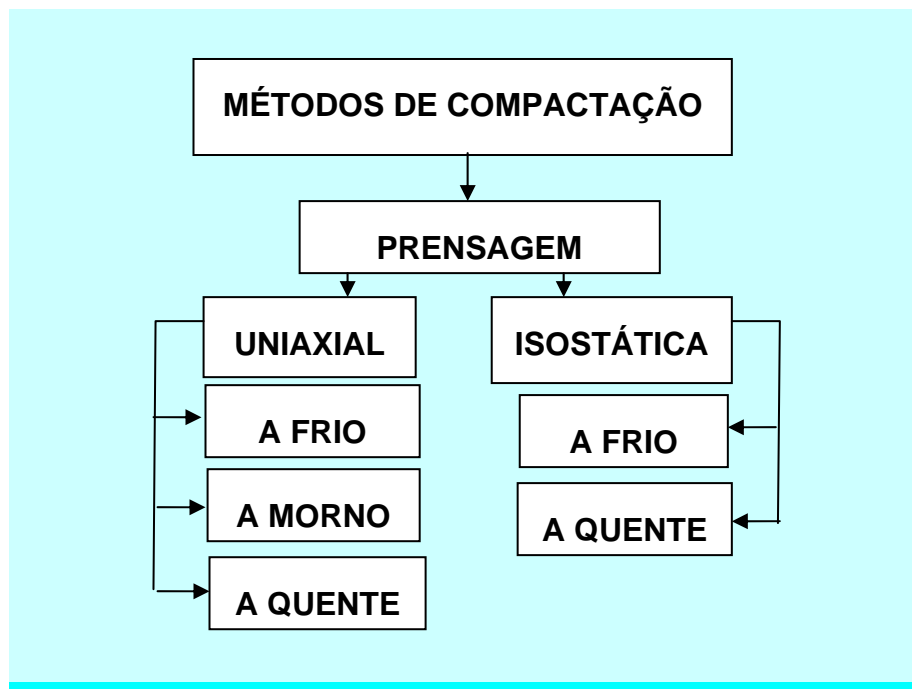 MÉTODOS DE COMPACTAÇÃO
PRENSAGEM
UNIAXIAL
A FRIO
A MORNO
A QUENTE
ISOSTÁTICA
A FRIO
A QUENTE